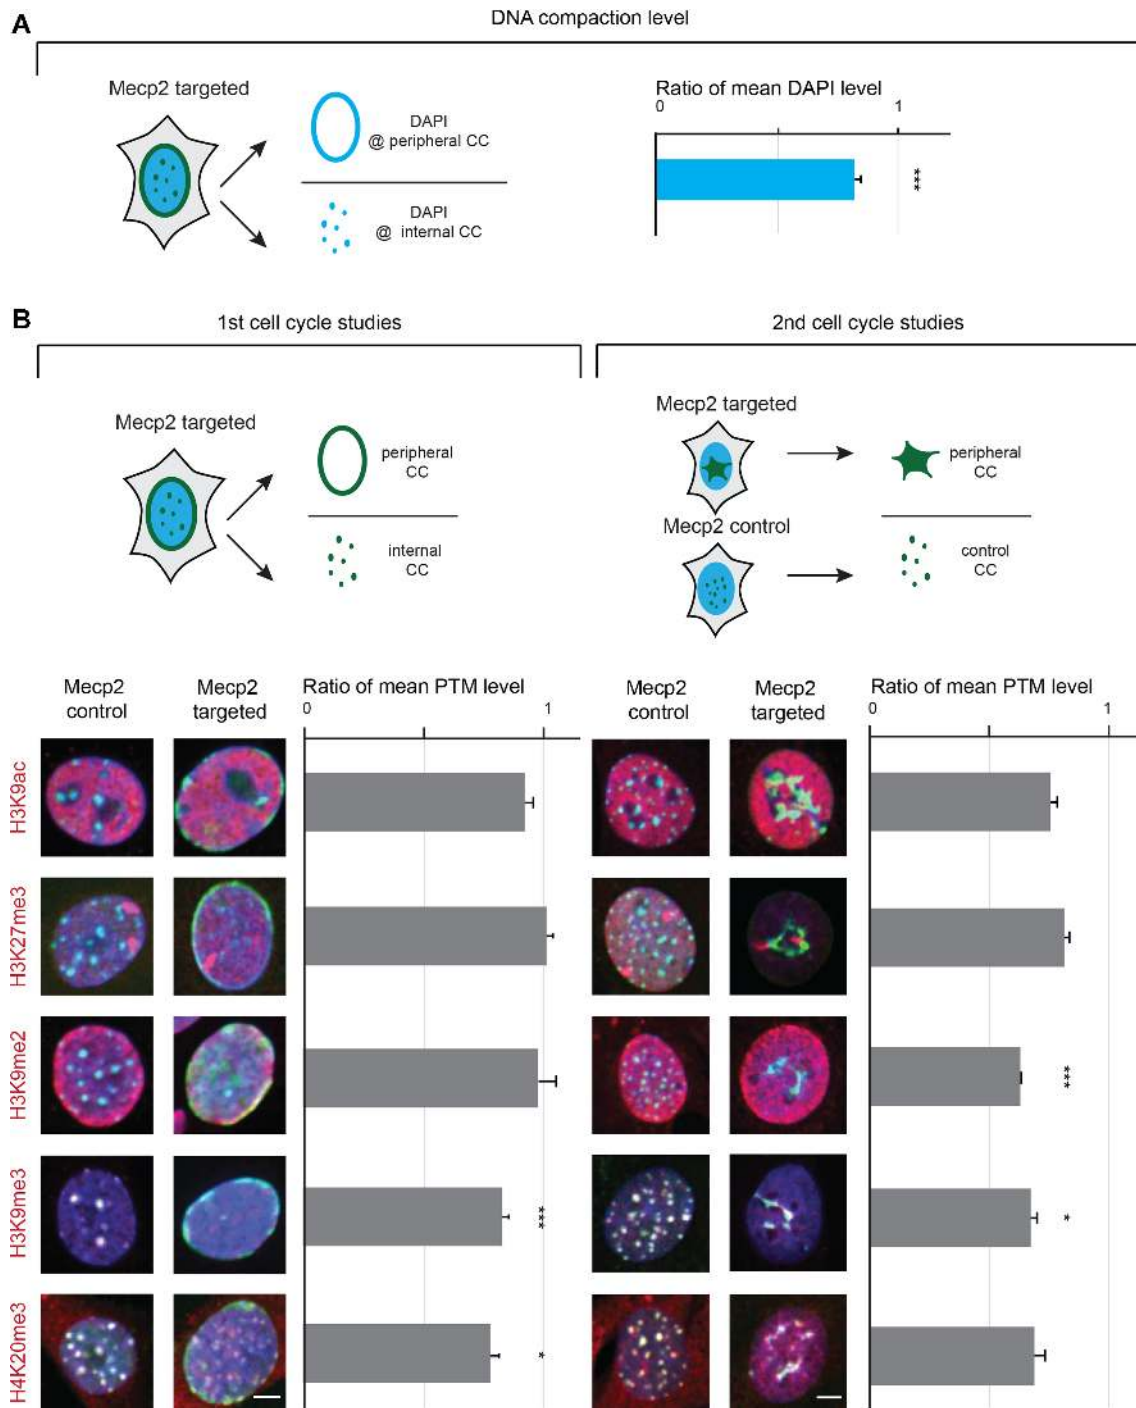 A
DNA compaction level
Mecp2 targeted
DAPI
@ peripheral CC
DAPI
@ internal CC
Ratio of mean DAPI level
0
1
***
B
1st cell cycle studies
2nd cell cycle studies
Mecp2 targeted
peripheral
CC
internal
CC
Mecp2 targeted
peripheral
CC
Mecp2 control
control
CC
Mecp2
control
Mecp2
targeted
Ratio of mean PTM level
0
1
Mecp2
control
Mecp2
targeted
Ratio of mean PTM level
0
1
H3K9ac
H3K27me3
H3K9me2
***
H3K9me3
***
*
H4K20me3
*